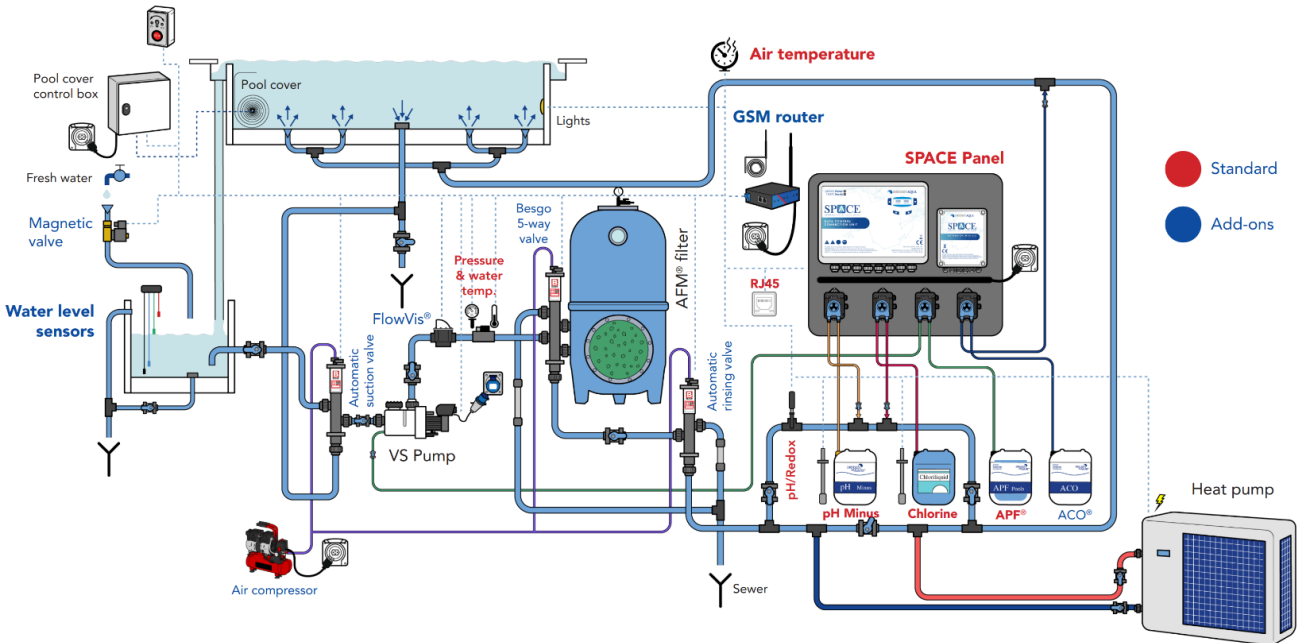 Pool cover
control box
Fresh water
Magnetic
valve
Water level
sensors
Pool cover
Lights
Air temperature
GSM router
SPACE Panel
Standard
Add-ons
SPACE
SPACE
RJ45
Besgo
5-way
valve
AFM® filter
Pressure
& water
temp.
FlowVis®
Automatic
suction valve
VS Pump
Automatic
rinsing valve
pH/Redox
pH Minus
Chloriliquid
APF Fresh
ACO
pH Minus
Chlorine
APF®
ACO®
Heat pump
Air compressor
Sewer